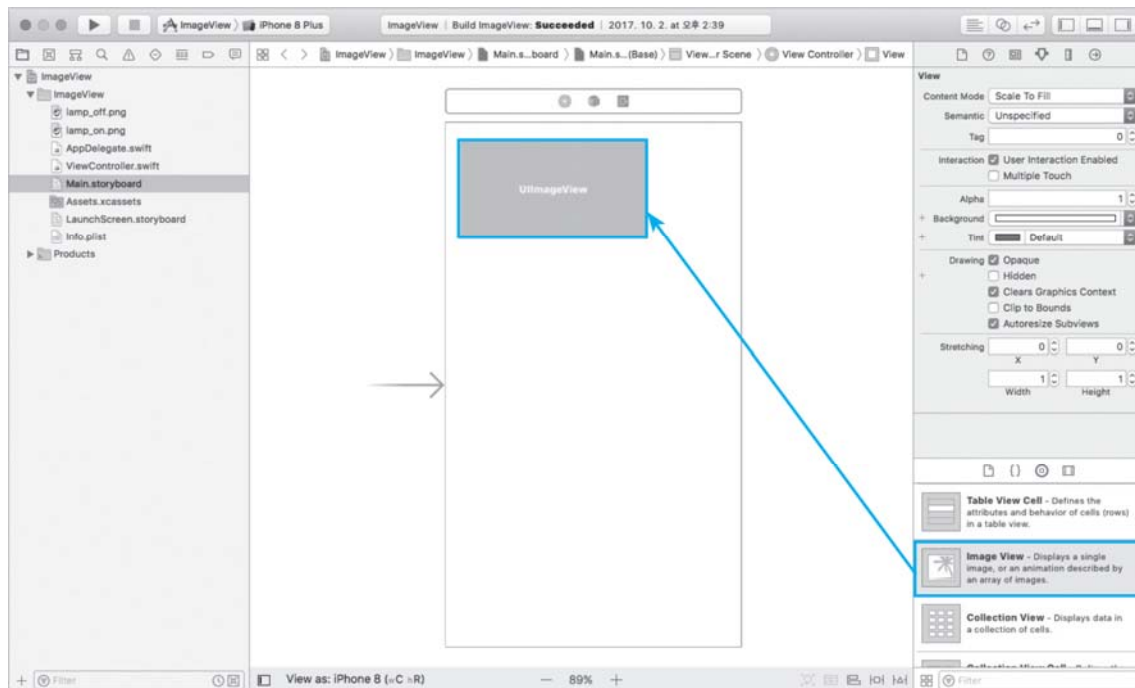 ImageView 〉 iPhone 8 Plus
ImageView | Build ImageView: Succeeded | 2017. 10. 2. at 오후 2:39
ImageView 〉 ImageView 〉 Main.s...board 〉 Main.s...(Base) 〉 View...r Scene 〉 View Controller 〉 View
ImageView
ImageView
lamp_off.png
lamp_on.png
AppDelegate.swift
ViewController.swift
Main.storyboard
Assets.xcassets
LaunchScreen.storyboard
Info.plist
Products
UIImageView
View
Content Mode Scale To Fill
Semantic Unspecified
Tag 0
Interaction User Interaction Enabled
Multiple Touch
Alpha 1
+ Background
+ Tint Default
Drawing Opaque
+ Hidden
Clears Graphics Context
Clip to Bounds
Autoresize Subviews
Stretching 0 0
X Y
1 1
Width Height
{}
Table View Cell - Defines the
attributes and behavior of cells (rows)
in a table view.
Image View - Displays a single
image, or an animation described by
an array of images.
Collection View - Displays data in
a collection of cells.
+ Filter
View as: iPhone 8 (wC hR)
— 89% +
Filter